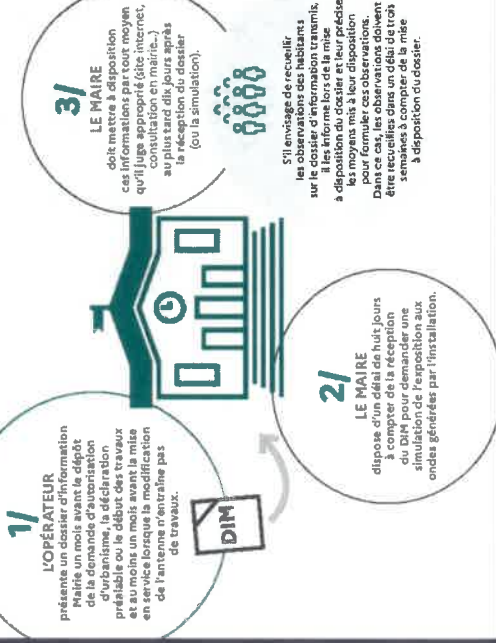 1/
L'OPÉRATEUR
présente un dossier d'information
Mairie un mois avant le dépôt
de la demande d'autorisation
d'urbanisme, la déclaration
préalable ou le début des travaux
et au moins un mois avant la mise
en service lorsque la modification
de l'antenne n'entraîne pas
de travaux.
DIM
2/
LE MAIRE
dispose d'un délai de huit jours
à compter de la réception
du DIM pour demander une
simulation de l'exposition aux
ondes générées par l'installation.
3/
LE MAIRE
doit mettre à disposition
ces informations par tout moyen
qu'il juge approprié (site internet,
consultation en mairie...)
au plus tard dix jours après
la réception du dossier
(ou la simulation).
S'il envisage de recueillir
les observations des habitants
sur le dossier d'information transmis,
il les informe lors de la mise
à disposition du dossier et leur précise
les moyens mis à leur disposition
pour formuler ces observations.
Dans ce cas, les observations doivent
être recueillies dans un délai de trois
semaines à compter de la mise
à disposition du dossier.